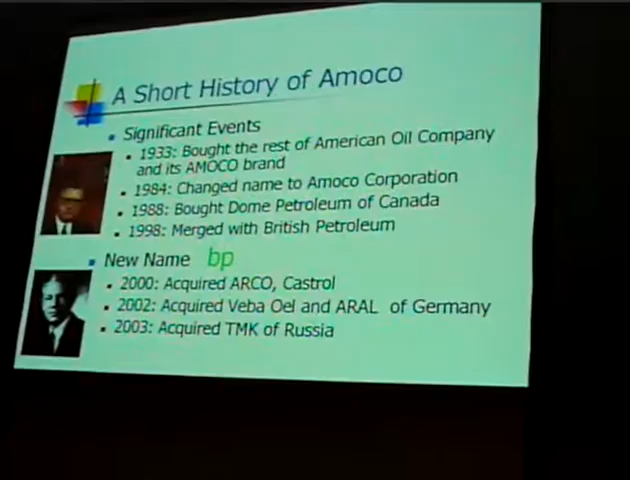 A Short History of Amoco
Significant Events
1933: Bought the rest of American Oil Company
and its AMOCO brand
1984: Changed name to Amoco Corporation
1988: Bought Dome Petroleum of Canada
1998: Merged with British Petroleum
New Name bp
2000: Acquired ARCO, Castrol
2002: Acquired Veba Oel and ARAL of Germany
2003: Acquired TMK of Russia